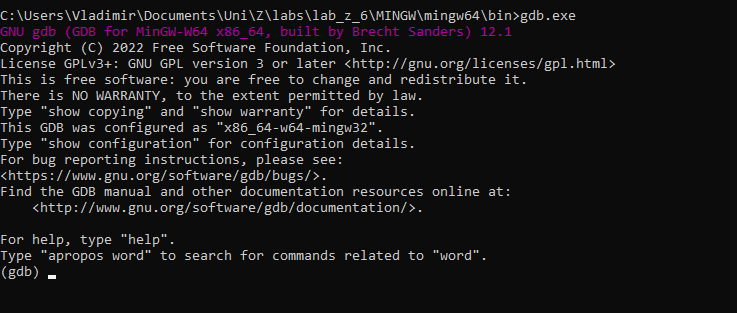 C:\Users\Vladimir\Documents\Uni\Z\labs\lab_z_6\MINGW\mingw64\bin>gdb.exe
GNU gdb (GDB for MinGW-W64 x86_64, built by Brecht Sanders) 12.1
Copyright (C) 2022 Free Software Foundation, Inc.
License GPLv3+: GNU GPL version 3 or later <http://gnu.org/licenses/gpl.html>
This is free software: you are free to change and redistribute it.
There is NO WARRANTY, to the extent permitted by law.
Type "show copying" and "show warranty" for details.
This GDB was configured as "x86_64-w64-mingw32".
Type "show configuration" for configuration details.
For bug reporting instructions, please see:
<https://www.gnu.org/software/gdb/bugs/>.
Find the GDB manual and other documentation resources online at:
    <http://www.gnu.org/software/gdb/documentation/>.

For help, type "help".
Type "apropos word" to search for commands related to "word".
(gdb) _